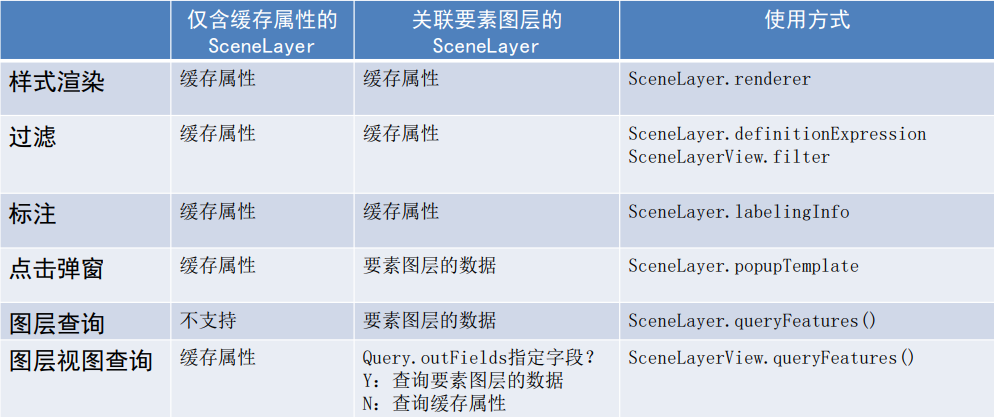 仅含缓存属性的
SceneLayer
关联要素图层的
SceneLayer
使用方式
样式渲染
缓存属性
缓存属性
SceneLayer.renderer
过滤
缓存属性
缓存属性
SceneLayer.definitionExpression
SceneLayerView.filter
标注
缓存属性
缓存属性
SceneLayer.labelingInfo
点击弹窗
缓存属性
要素图层的数据
SceneLayer.popupTemplate
图层查询
不支持
要素图层的数据
SceneLayer.queryFeatures()
图层视图查询
缓存属性
Query.outFields指定字段?
Y: 查询要素图层的数据
N: 查询缓存属性
SceneLayerView.queryFeatures()